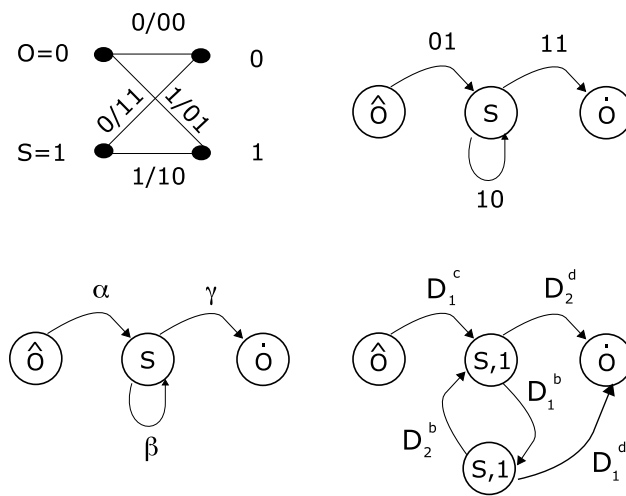 0/00
O=0
0
0/11
1/01
S=1
1
1/10
01
11
Ô
S
Ȯ
10
α
γ
Ô
S
Ȯ
β
D₁ᶜ
D₂ᵈ
Ô
S,1
Ȯ
D₁ᵇ
D₂ᵇ
S,1
D₁ᵈ